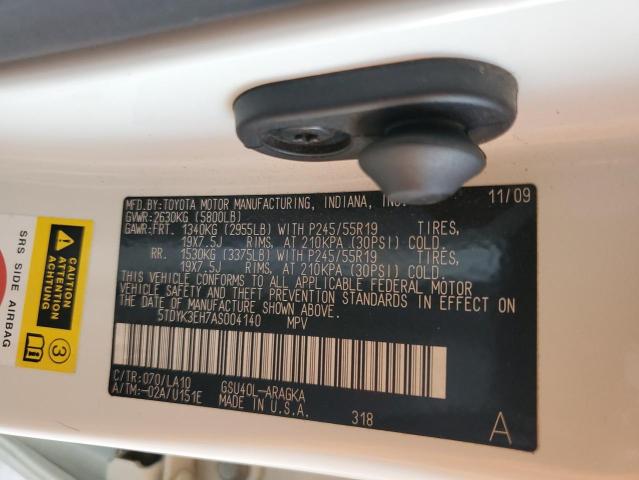 MFD.BY:TOYOTA MOTOR MANUFACTURING, INDIANA, INC. 11/09
GVWR:2630KG (5800LB)
GAWR:FRT. 1340KG (2955LB) WITH P245/55R19 TIRES,
19X7.5J RIMS, AT 210KPA (30PSI) COLD.
RR. 1530KG (3375LB) WITH P245/55R19 TIRES,
19X7.5J RIMS, AT 210KPA (30PSI) COLD.
THIS VEHICLE CONFORMS TO ALL APPLICABLE FEDERAL MOTOR
VEHICLE SAFETY AND THEFT PREVENTION STANDARDS IN EFFECT ON
THE DATE OF MANUFACTURE SHOWN ABOVE.
5TDYK3EH7AS004140 MPV
C/TR:070/LA10 GSU40L-ARAGKA
A/TM:-02A/U151E MADE IN U.S.A. 318 A
SRS SIDE AIRBAG
CAUTION
ATTENTION
ACHTUNG
3